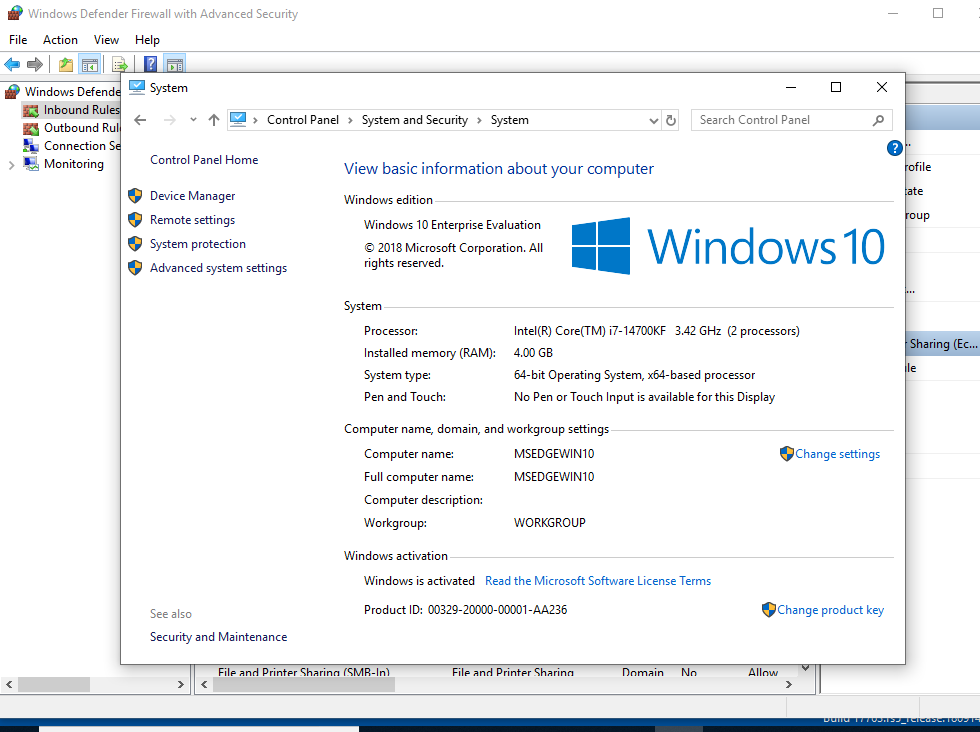 Windows Defender Firewall with Advanced Security
File Action View Help
Windows Defende
Inbound Rules
Outbound Rul
Connection Se
Monitoring
System
Control Panel System and Security System
Search Control Panel
Control Panel Home
Device Manager
Remote settings
System protection
Advanced system settings
See also
Security and Maintenance
View basic information about your computer
Windows edition
Windows 10 Enterprise Evaluation
© 2018 Microsoft Corporation. All
rights reserved.
Windows 10
System
Processor: Intel(R) Core(TM) i7-14700KF 3.42 GHz (2 processors)
Installed memory (RAM): 4.00 GB
System type: 64-bit Operating System, x64-based processor
Pen and Touch: No Pen or Touch Input is available for this Display
Computer name, domain, and workgroup settings
Computer name: MSEDGEWIN10 Change settings
Full computer name: MSEDGEWIN10
Computer description:
Workgroup: WORKGROUP
Windows activation
Windows is activated Read the Microsoft Software License Terms
Product ID: 00329-20000-00001-AA236 Change product key
...
rofile
tate
roup
...
r Sharing (Ec...
ule
File and Printer Sharing (SMB-In) File and Printer Sharing Domain No Allow